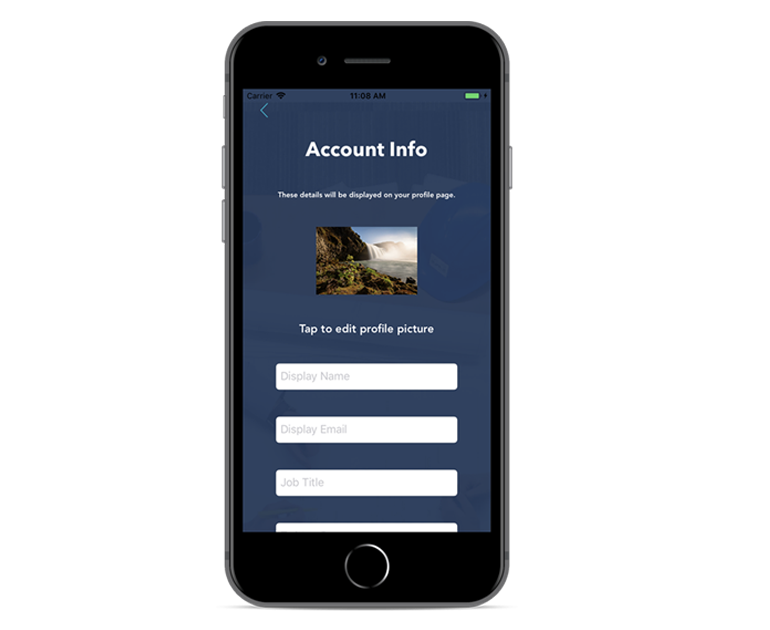 Carrier 11:08 AM
Account Info
These details will be displayed on your profile page.
Tap to edit profile picture
Display Name
Display Email
Job Title